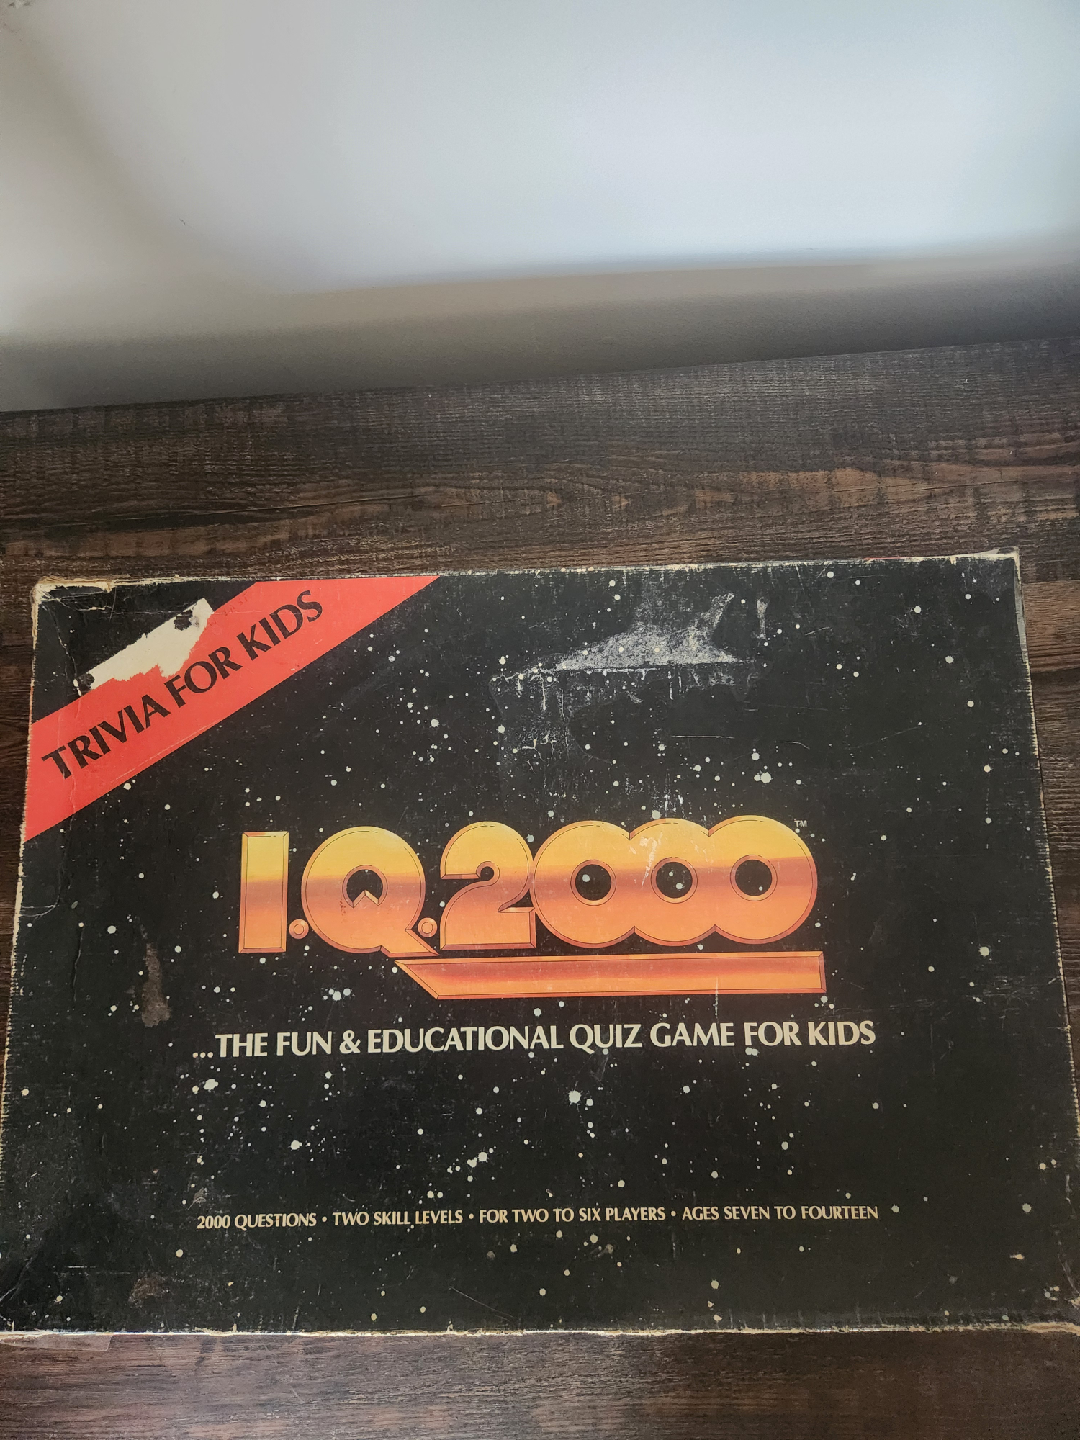 TRIVIA FOR KIDS
I.Q.2000™
...THE FUN & EDUCATIONAL QUIZ GAME FOR KIDS
2000 QUESTIONS • TWO SKILL LEVELS • FOR TWO TO SIX PLAYERS • AGES SEVEN TO FOURTEEN